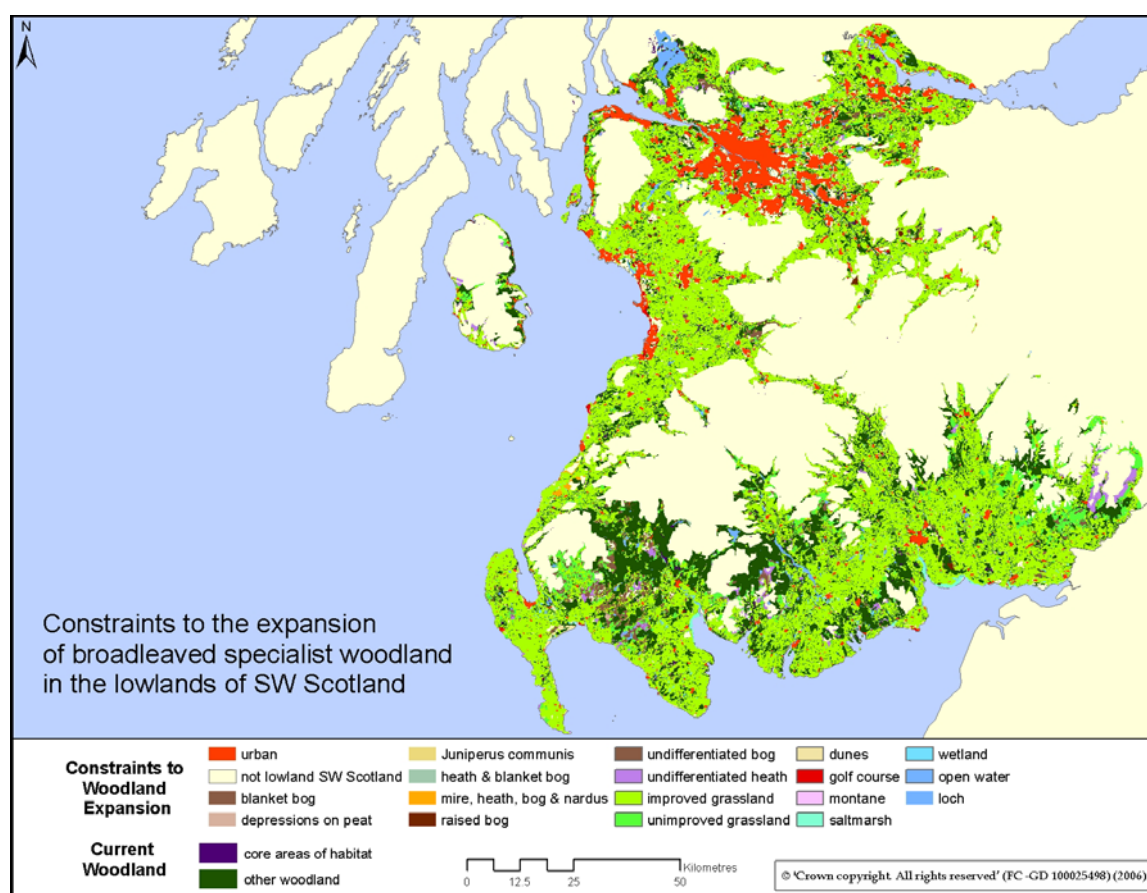 N
Constraints to the expansion
of broadleaved specialist woodland
in the lowlands of SW Scotland
Constraints to
Woodland
Expansion
urban
not lowland SW Scotland
blanket bog
depressions on peat
Juniperus communis
heath & blanket bog
mire, heath, bog & nardus
raised bog
undifferentiated bog
undifferentiated heath
improved grassland
unimproved grassland
dunes
golf course
montane
saltmarsh
wetland
open water
loch
Current
Woodland
core areas of habitat
other woodland
Kilometres
0 12.5 25 50
© 'Crown copyright. All rights reserved' (FC -GD 100025498) (2006)